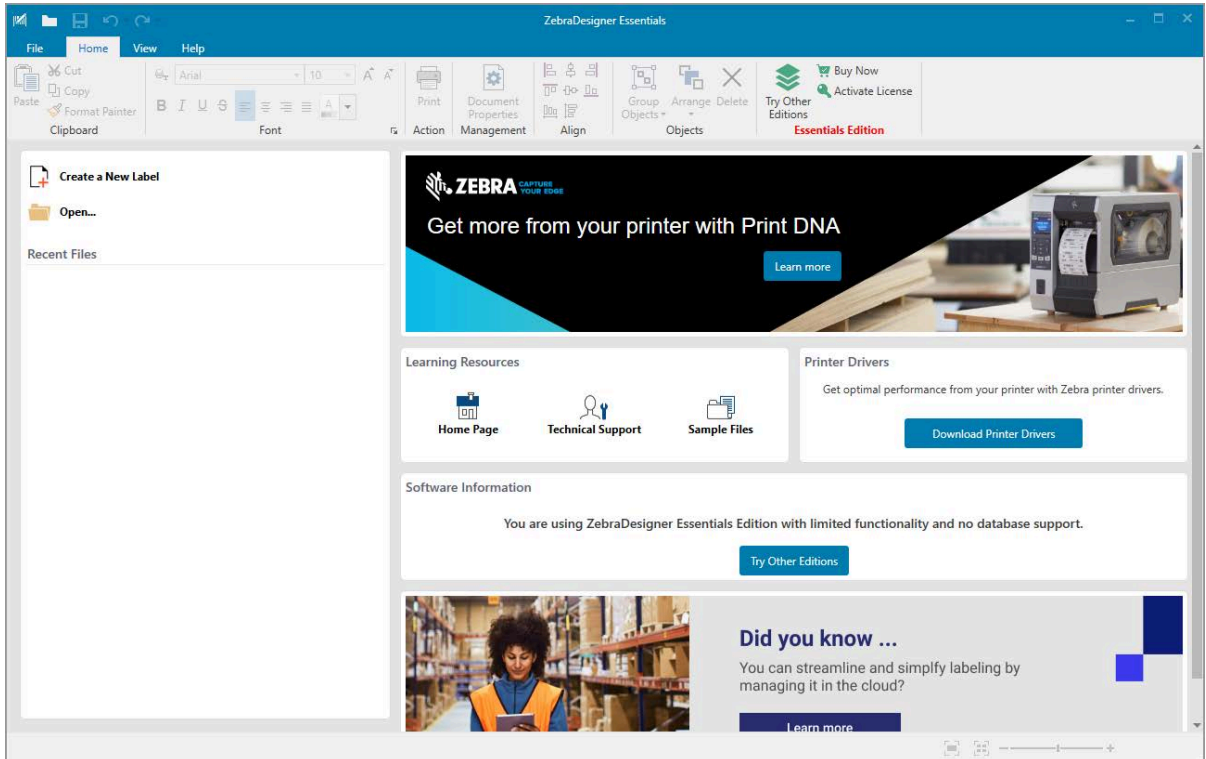 ZebraDesigner Essentials
File Home View Help
Paste
Cut
Copy
Format Painter
Clipboard
Arial 10
B I U S
Font
Print
Action
Document
Properties
Management
Align
Group
Objects
Arrange
Delete
Objects
Try Other
Editions
Buy Now
Activate License
Essentials Edition
Create a New Label
Open...
Recent Files
ZEBRA CAPTURE
YOUR EDGE
Get more from your printer with Print DNA
Learn more
Learning Resources
Home Page Technical Support Sample Files
Printer Drivers
Get optimal performance from your printer with Zebra printer drivers.
Download Printer Drivers
Software Information
You are using ZebraDesigner Essentials Edition with limited functionality and no database support.
Try Other Editions
Did you know ...
You can streamline and simplfy labeling by
managing it in the cloud?
Learn more